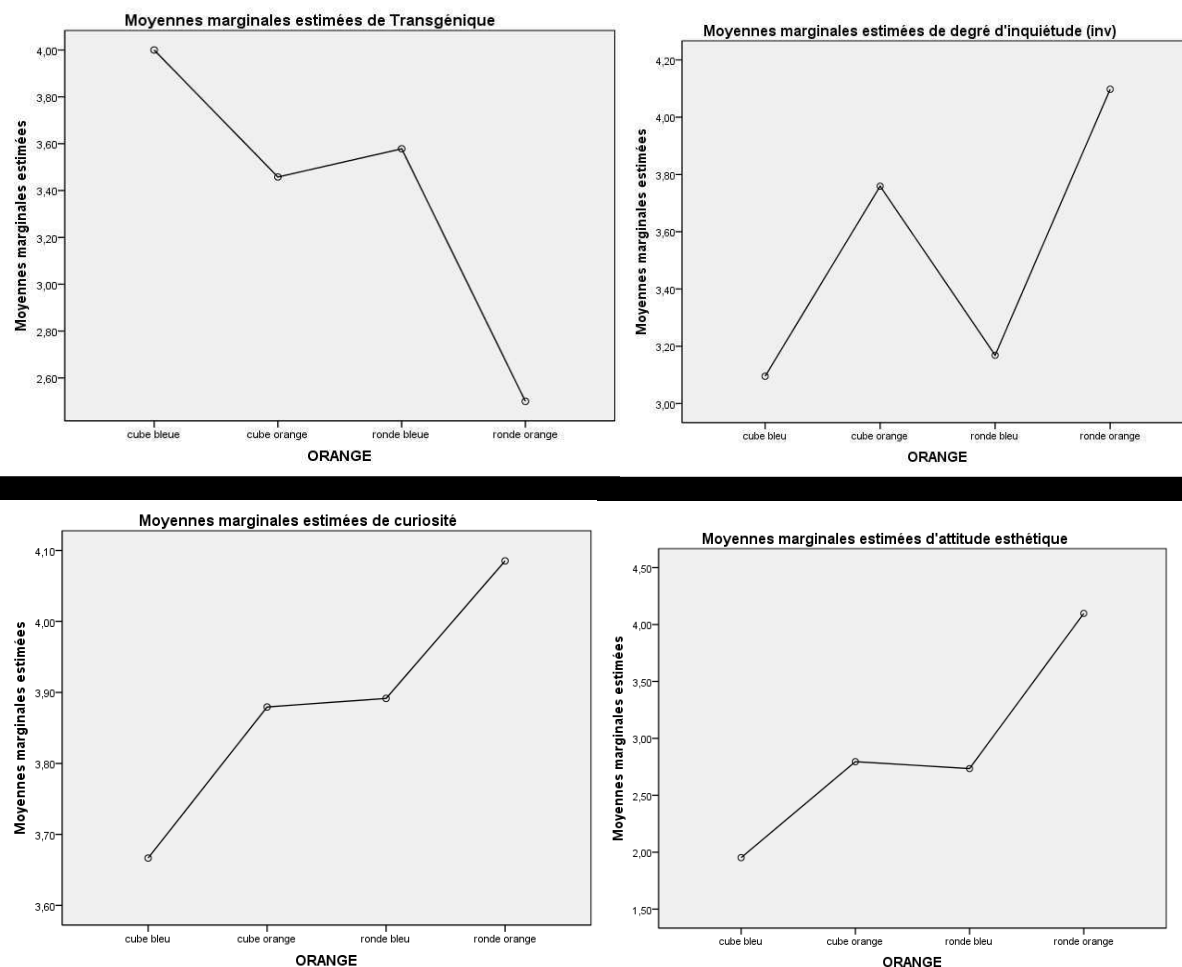 Moyennes marginales estimées de Transgénique
Moyennes marginales estimées
4,00
3,80
3,60
3,40
3,20
3,00
2,80
2,60
cube bleue cube orange ronde bleue ronde orange
ORANGE
Moyennes marginales estimées de degré d'inquiétude (inv)
Moyennes marginales estimées
4,20
4,00
3,80
3,60
3,40
3,20
3,00
cube bleu cube orange ronde bleu ronde orange
ORANGE
Moyennes marginales estimées de curiosité
Moyennes marginales estimées
4,10
4,00
3,90
3,80
3,70
3,60
cube bleu cube orange ronde bleu ronde orange
ORANGE
Moyennes marginales estimées d'attitude esthétique
Moyennes marginales estimées
4,50
4,00
3,50
3,00
2,50
2,00
1,50
cube bleu cube orange ronde bleu ronde orange
ORANGE